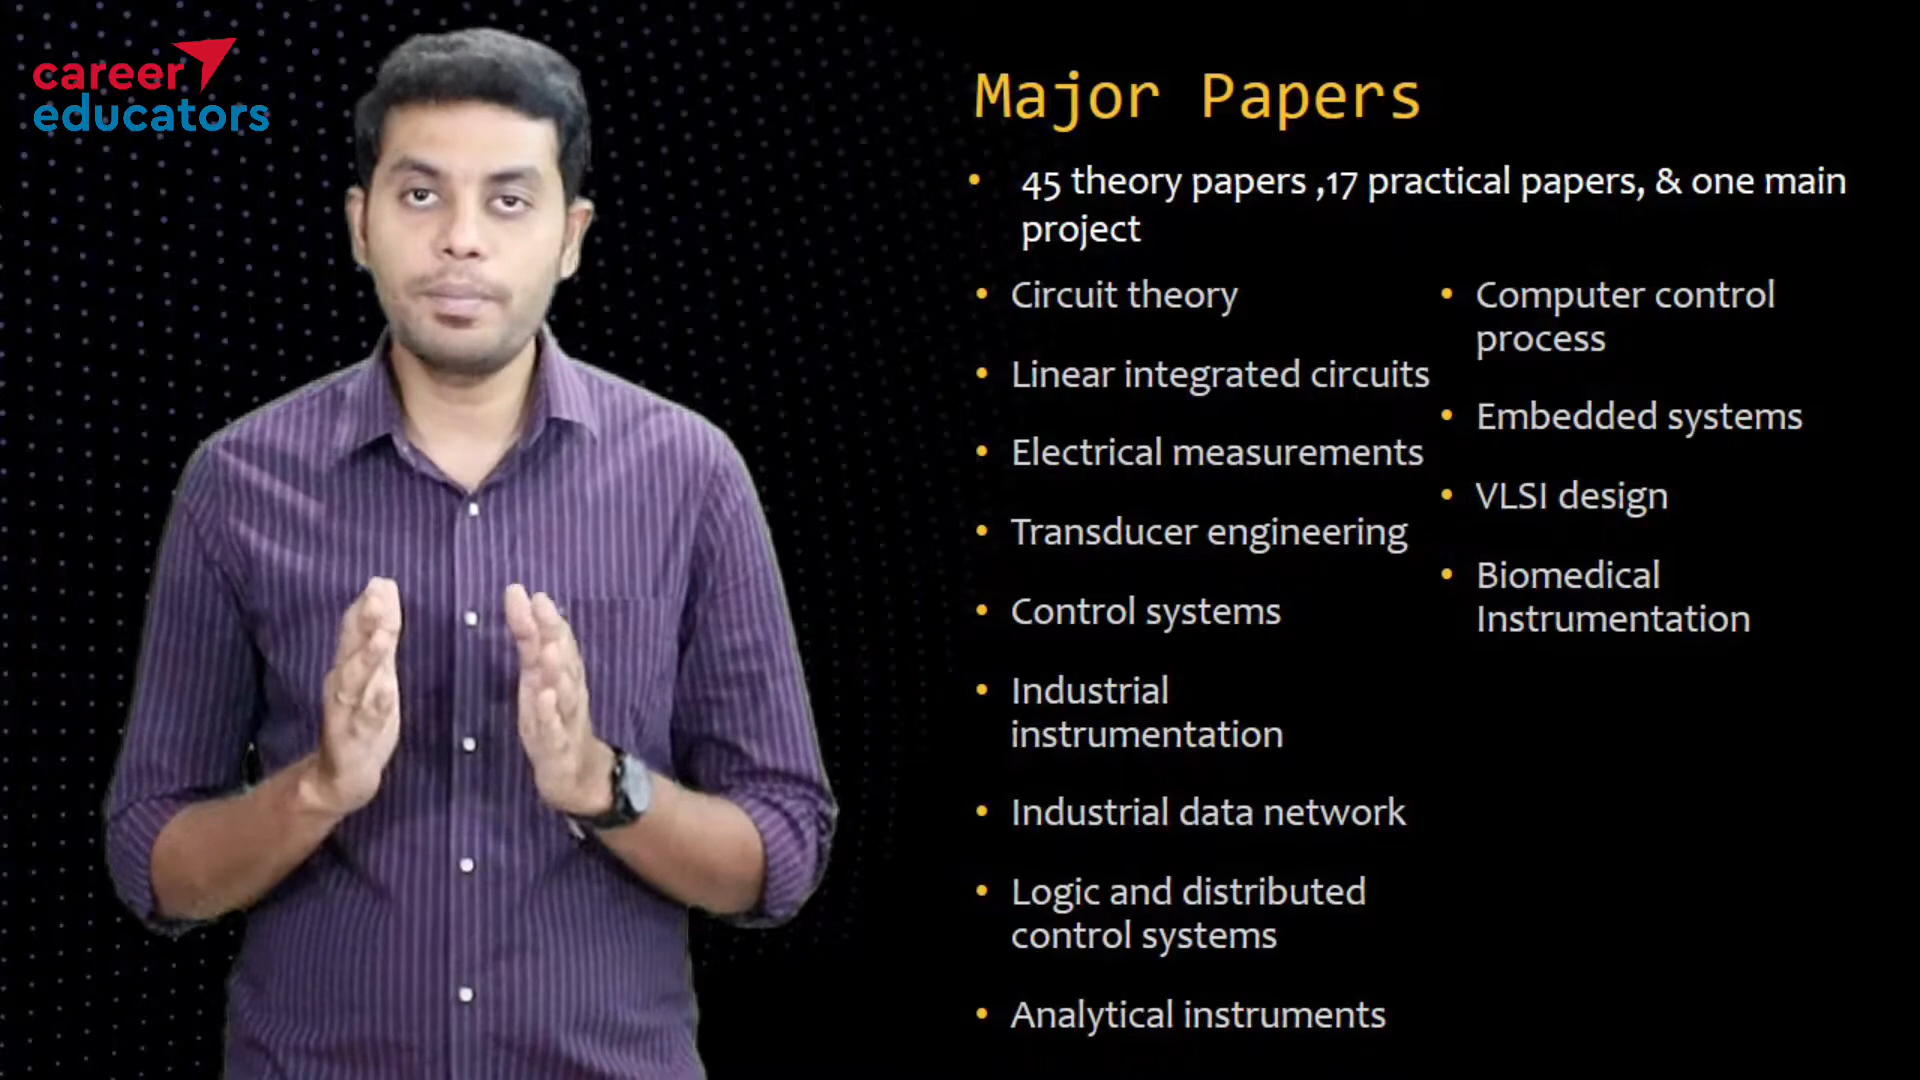 career
educators
Major Papers
45 theory papers ,17 practical papers, & one main
project
Circuit theory
Linear integrated circuits
Electrical measurements
Transducer engineering
Control systems
Industrial
instrumentation
Industrial data network
Logic and distributed
control systems
Analytical instruments
Computer control
process
Embedded systems
VLSI design
Biomedical
Instrumentation